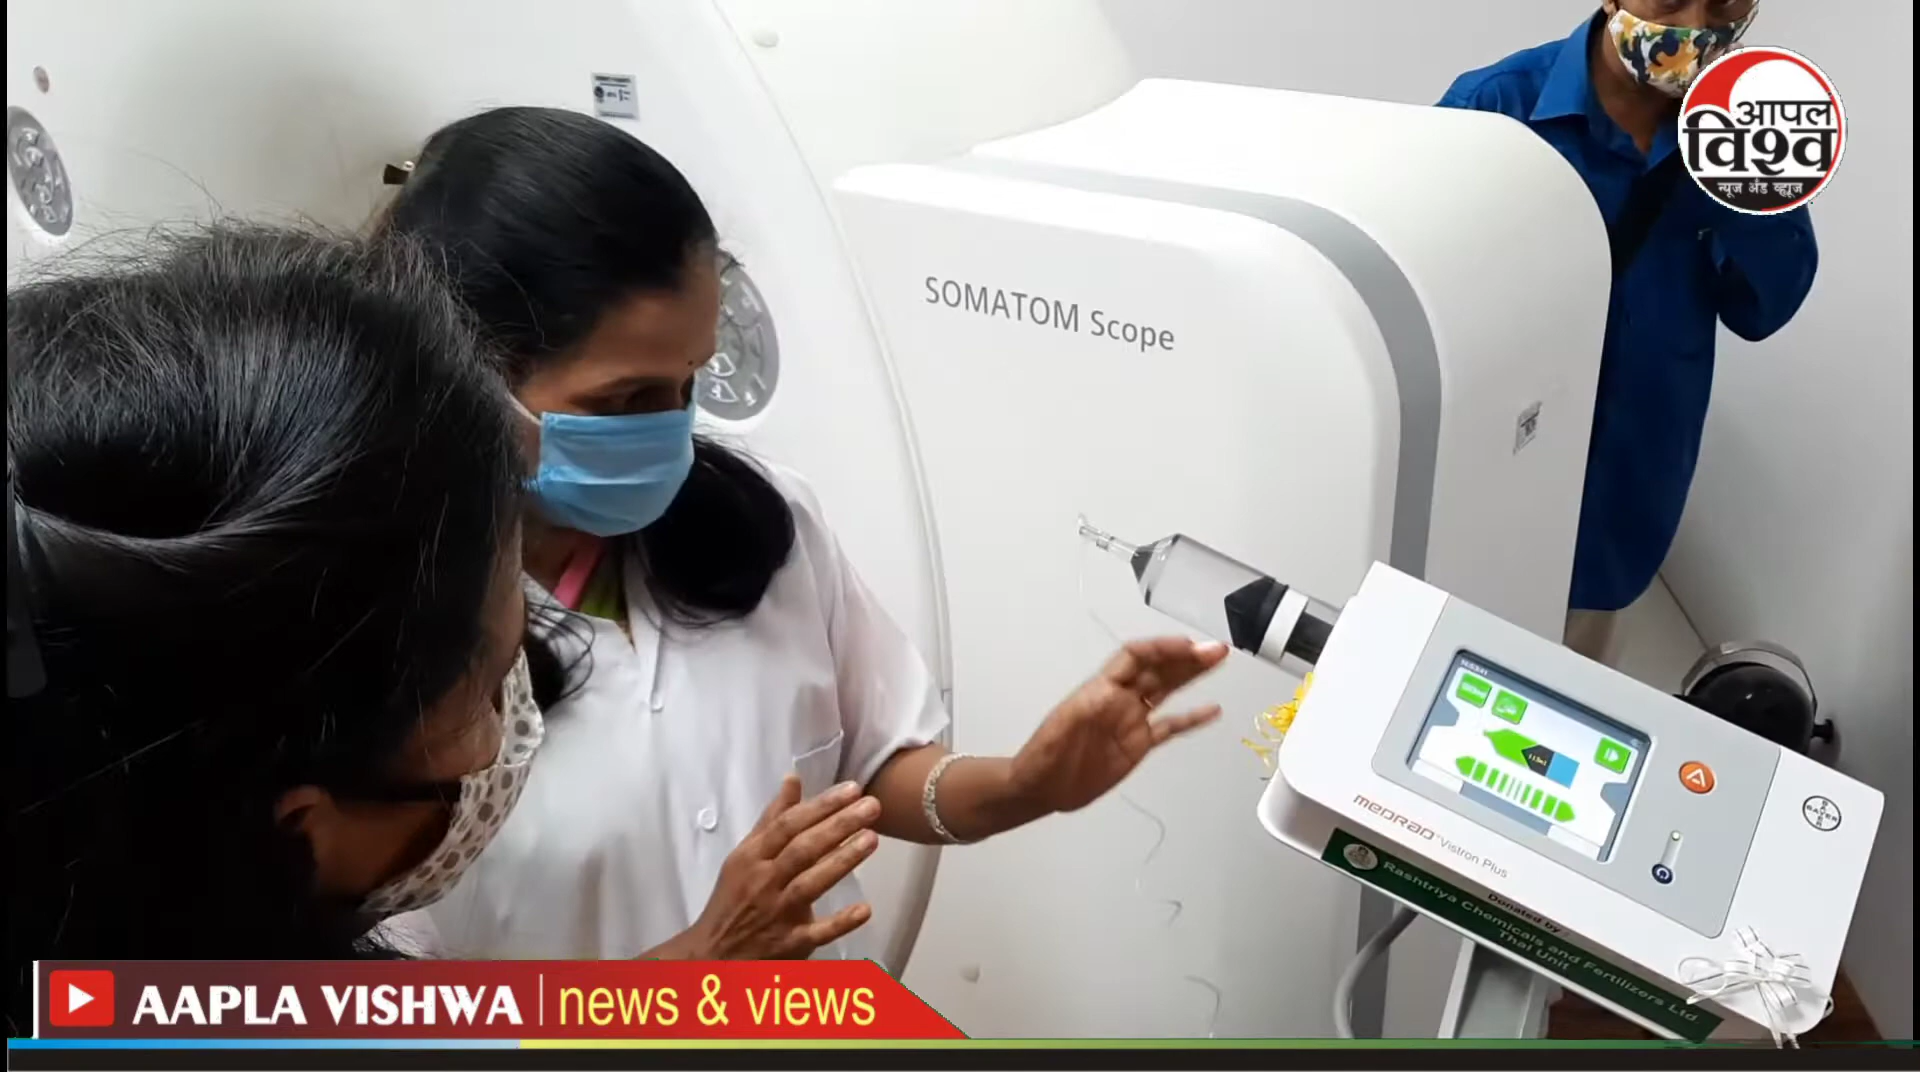 आपल
विश्व
न्यूज अँड व्ह्यूज
SOMATOM Scope
MEDRAD Vistron Plus
BAYER
Donated by
Rashtriya Chemicals and Fertilizers Ltd
Thal Unit
AAPLA VISHWA news & views